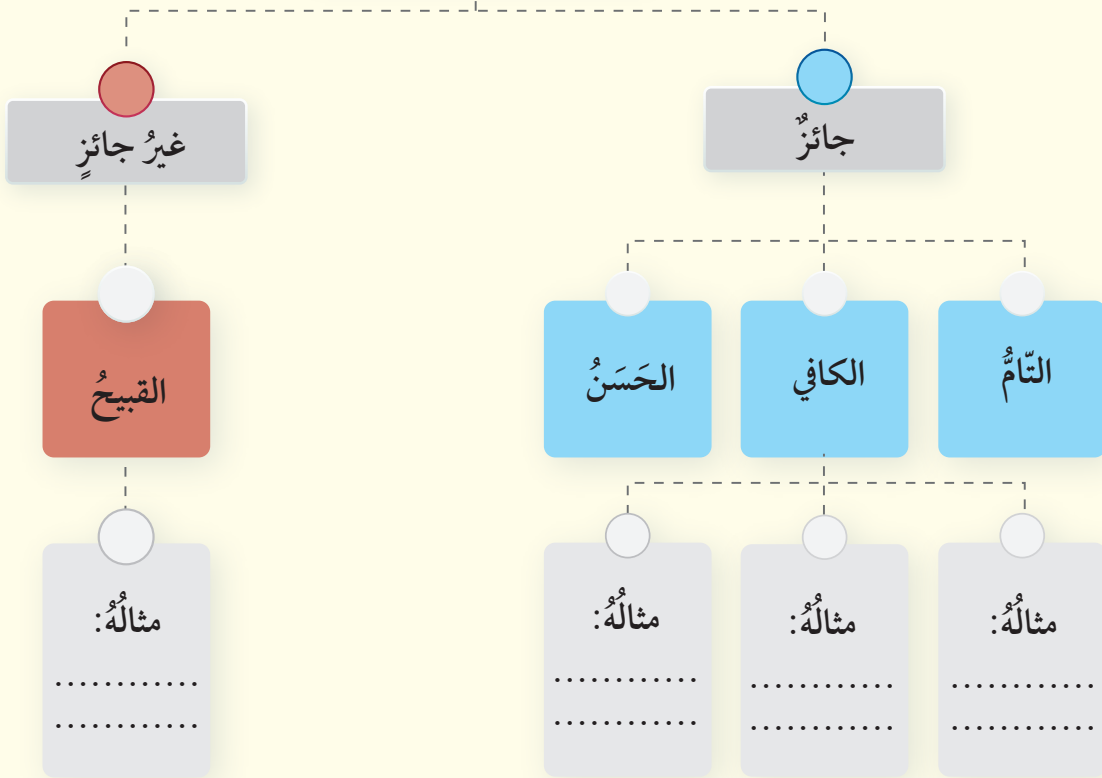 جائزٌ
غيرُ جائزٍ
التّامُّ
الكافي
الحَسَنُ
القبيحُ
مثالُهُ:
............
............
مثالُهُ:
............
............
مثالُهُ:
............
............
مثالُهُ:
............
............